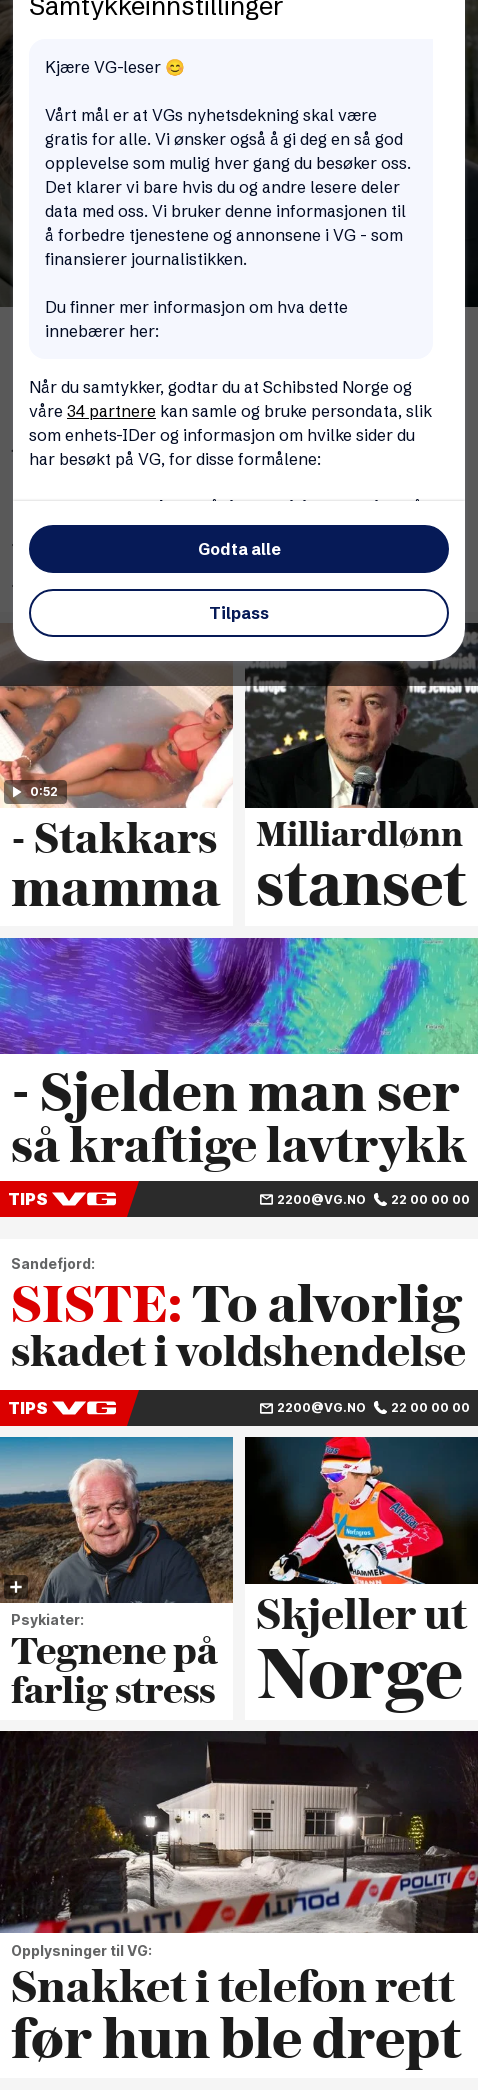 Samtykkeinnstillinger
Kjære VG-leser 😊
Vårt mål er at VGs nyhetsdekning skal være
gratis for alle. Vi ønsker også å gi deg en så god
opplevelse som mulig hver gang du besøker oss.
Det klarer vi bare hvis du og andre lesere deler
data med oss. Vi bruker denne informasjonen til
å forbedre tjenestene og annonsene i VG - som
finansierer journalistikken.
Du finner mer informasjon om hva dette
innebærer her:
Når du samtykker, godtar du at Schibsted Norge og
våre 34 partnere kan samle og bruke persondata, slik
som enhets-IDer og informasjon om hvilke sider du
har besøkt på VG, for disse formålene:
Godta alle
Tilpass
of Europe
The Jewish
0:52
- Stakkars
mamma
Milliardlønn
stanset
- Sjelden man ser
så kraftige lavtrykk
TIPS VG 2200@VG.NO 22 00 00 00
Sandefjord:
SISTE: To alvorlig
skadet i voldshendelse
TIPS VG 2200@VG.NO 22 00 00 00
Psykiater:
Tegnene på
farlig stress
Skjeller ut
Norge
POLITI POLITI POLITI
Opplysninger til VG:
Snakket i telefon rett
før hun ble drept